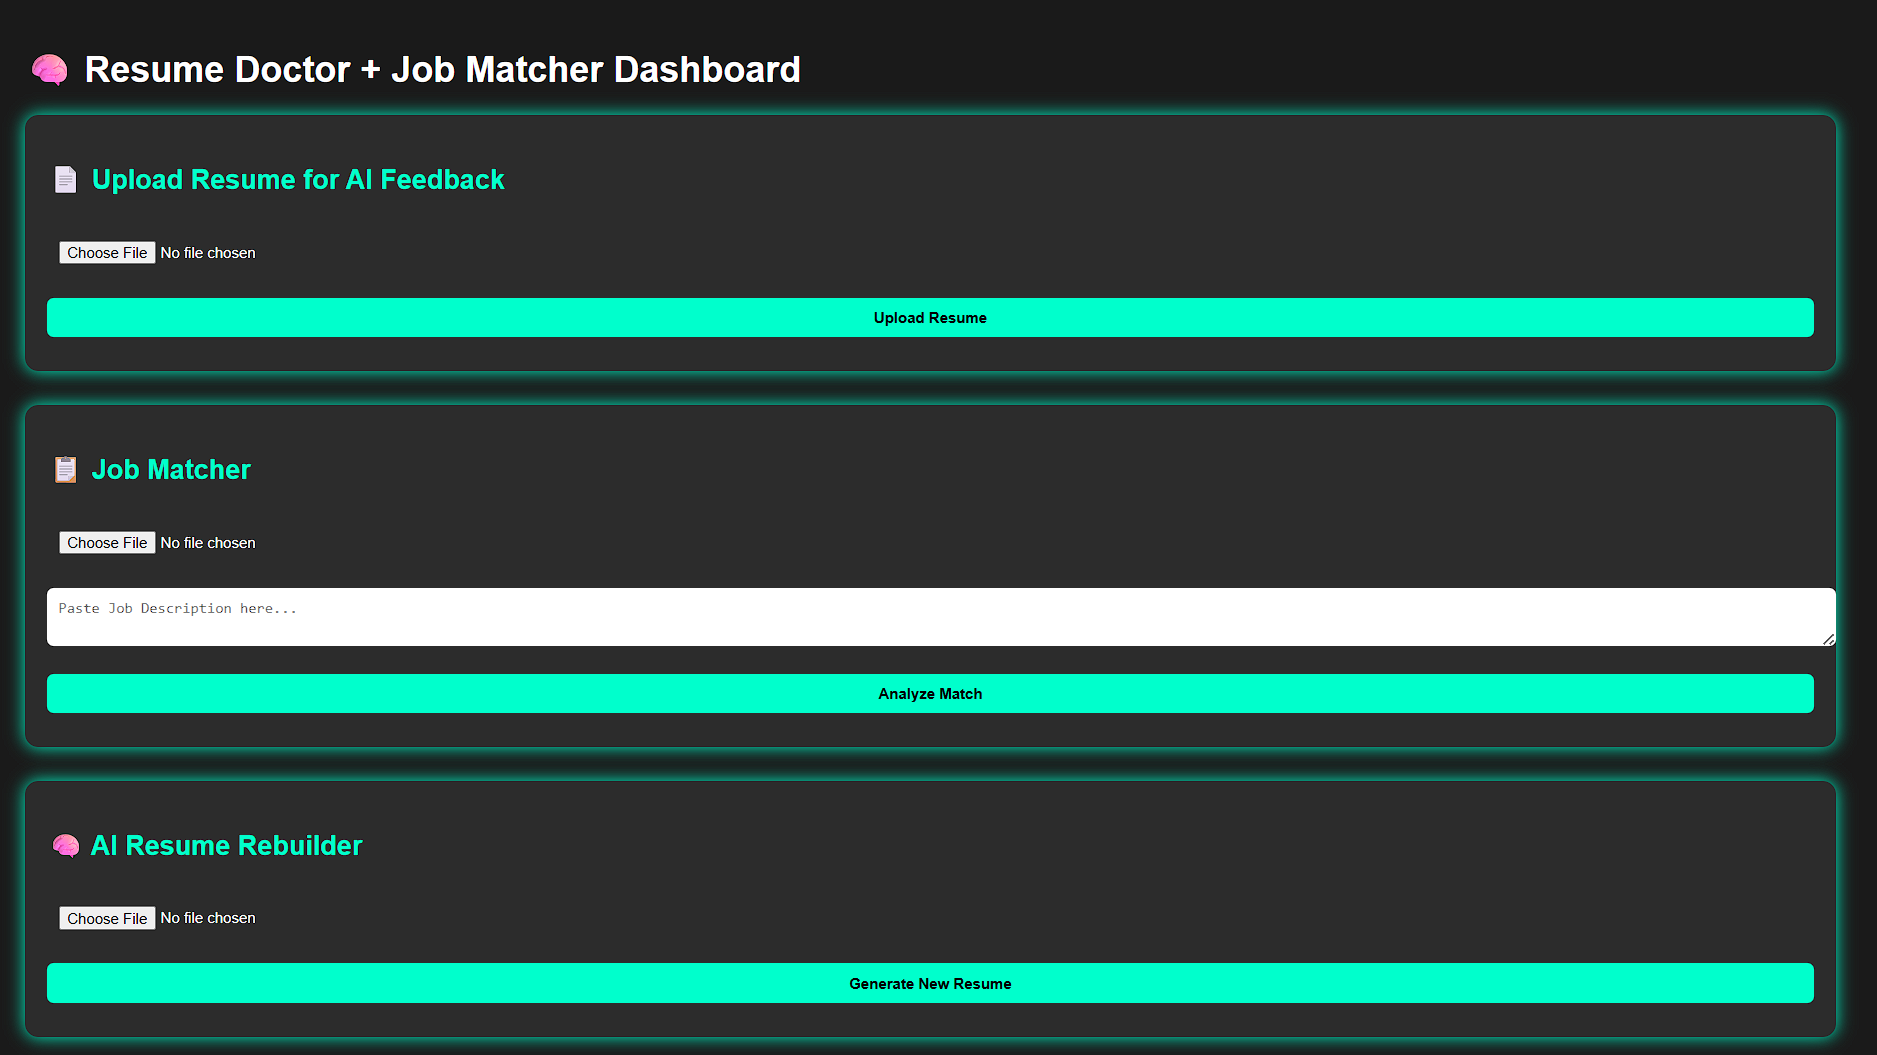 Resume Doctor + Job Matcher Dashboard
Upload Resume for AI Feedback
Choose File No file chosen
Upload Resume
Job Matcher
Choose File No file chosen
Paste Job Description here...
Analyze Match
AI Resume Rebuilder
Choose File No file chosen
Generate New Resume